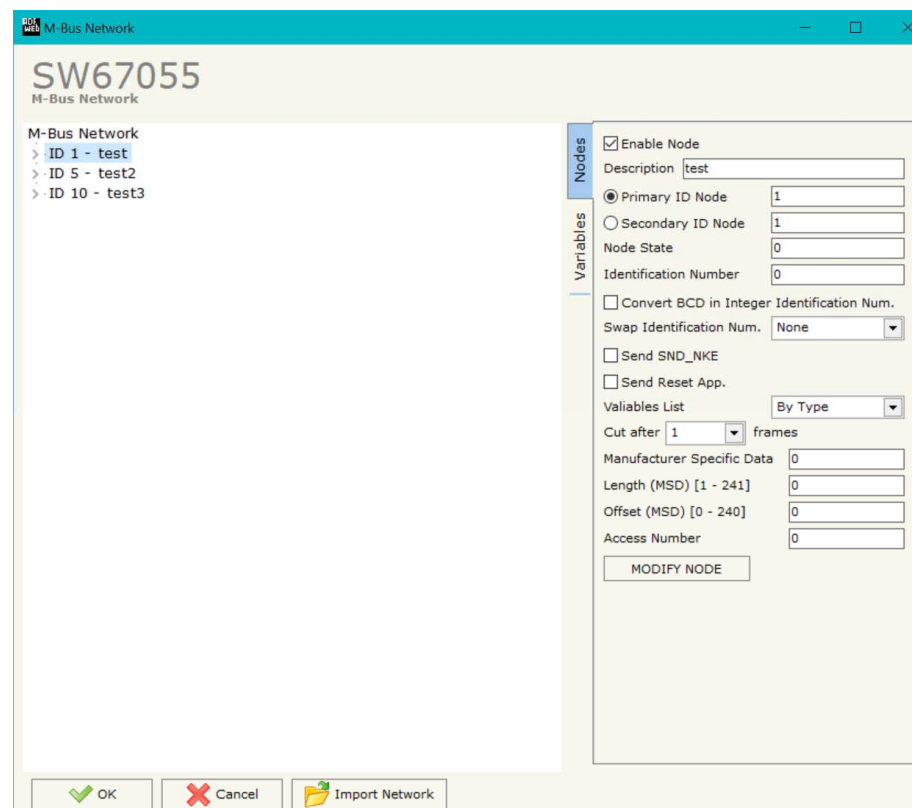 ADF
WEB M-Bus Network
SW67055
M-Bus Network
M-Bus Network
ID 1 - test
ID 5 - test2
ID 10 - test3
Nodes
Variables
Enable Node
Description test
Primary ID Node 1
Secondary ID Node 1
Node State 0
Identification Number 0
Convert BCD in Integer Identification Num.
Swap Identification Num. None
Send SND_NKE
Send Reset App.
Valiables List By Type
Cut after 1 frames
Manufacturer Specific Data 0
Length (MSD) [1 - 241] 0
Offset (MSD) [0 - 240] 0
Access Number 0
MODIFY NODE
OK Cancel Import Network